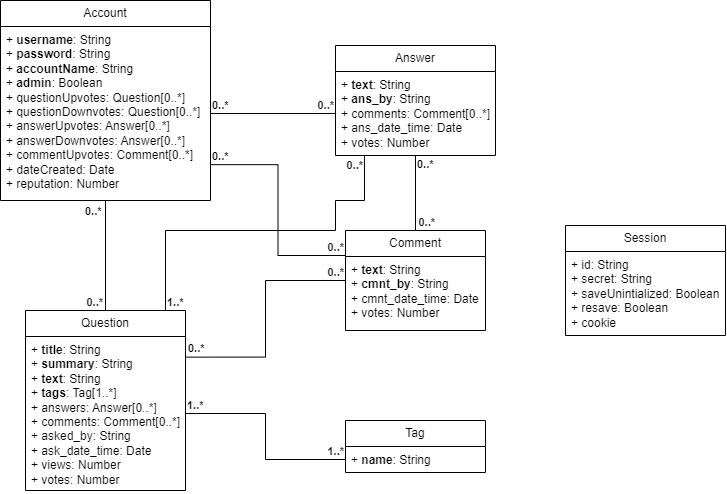 Account
+ username: String
+ password: String
+ accountName: String
+ admin: Boolean
+ questionUpvotes: Question[0..*]
+ questionDownvotes: Question[0..*]
+ answerUpvotes: Answer[0..*]
+ answerDownvotes: Answer[0..*]
+ commentUpvotes: Comment[0..*]
+ dateCreated: Date
+ reputation: Number
0..*
0..*
0..*
0..*
Answer
+ text: String
+ ans_by: String
+ comments: Comment[0..*]
+ ans_date_time: Date
+ votes: Number
0..*
0..*
0..*
0..*
Comment
+ text: String
+ cmnt_by: String
+ cmnt_date_time: Date
+ votes: Number
0..*
Session
+ id: String
+ secret: String
+ saveUnintialized: Boolean
+ resave: Boolean
+ cookie
0..*
1..*
Question
+ title: String
+ summary: String
+ text: String
+ tags: Tag[1..*]
+ answers: Answer[0..*]
+ comments: Comment[0..*]
+ asked_by: String
+ ask_date_time: Date
+ views: Number
+ votes: Number
0..*
1..*
1..*
Tag
+ name: String